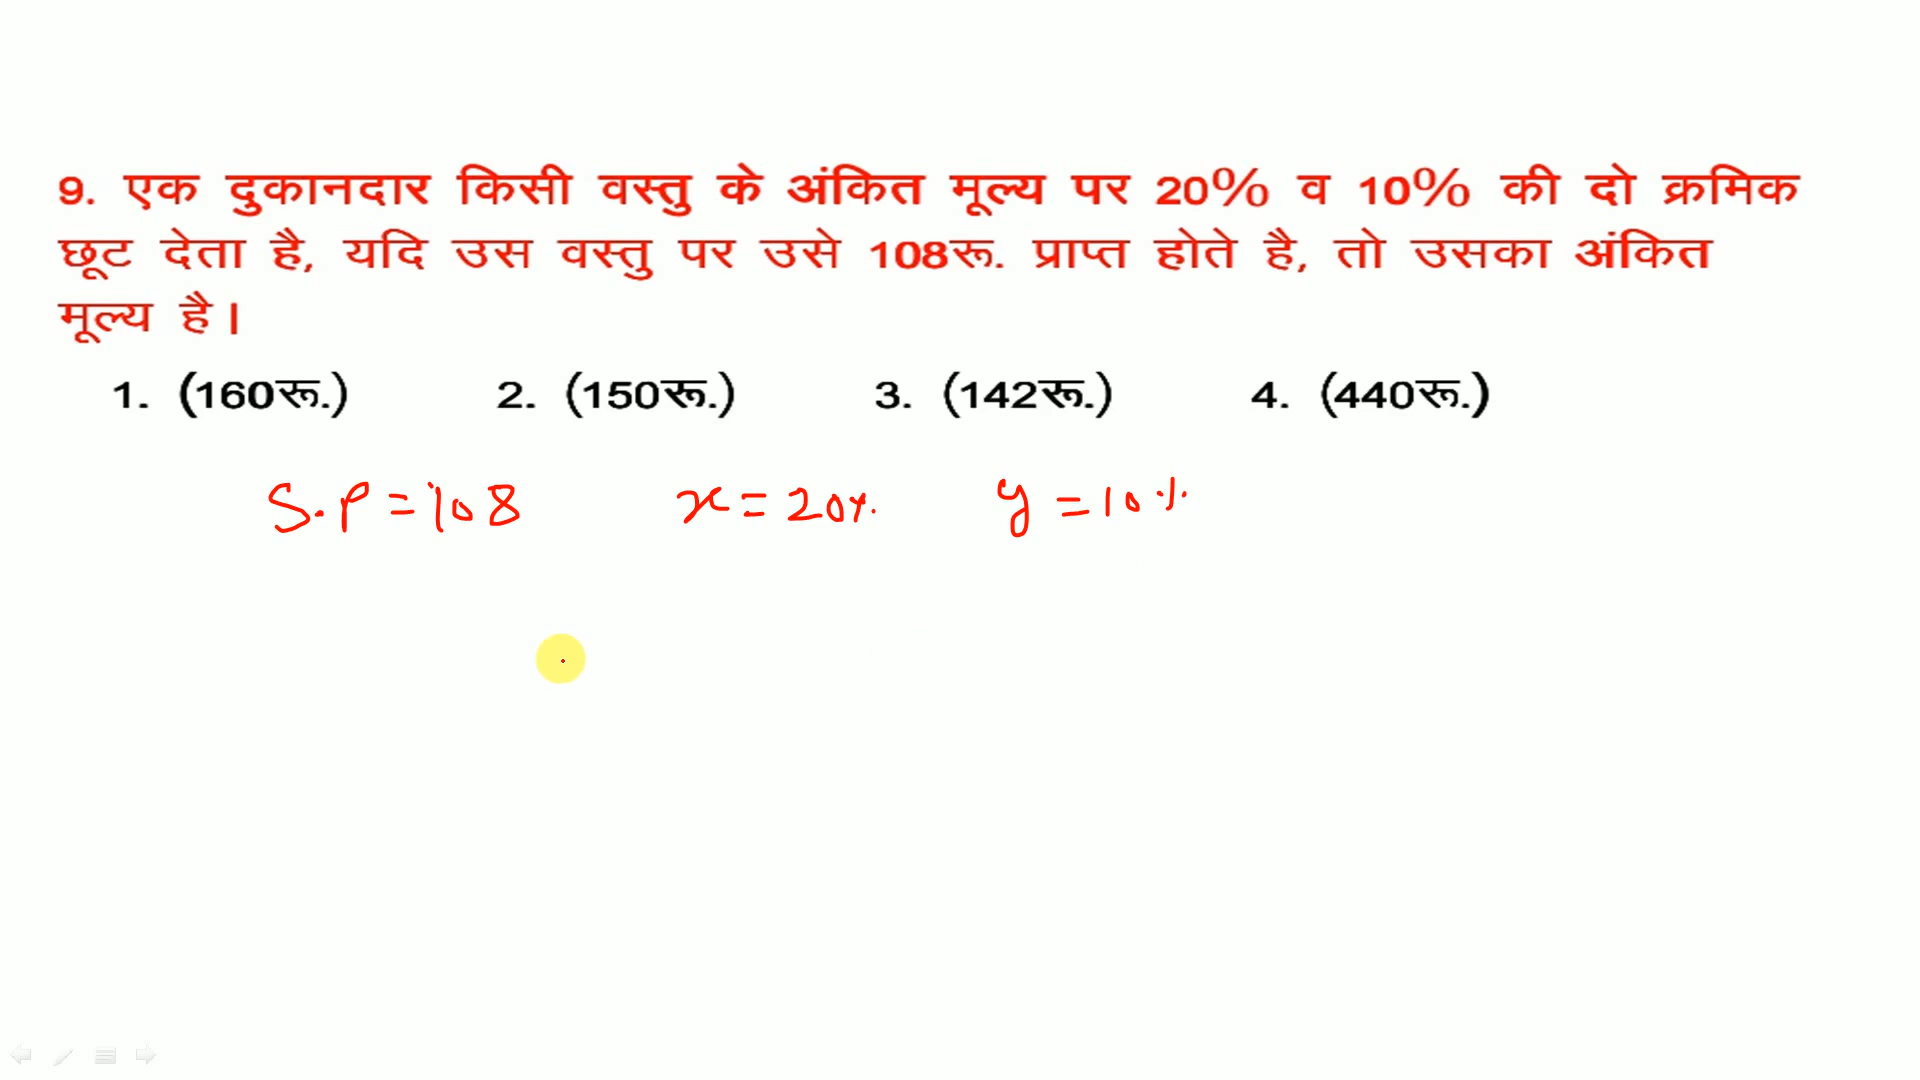 9. एक दुकानदार किसी वस्तु के अंकित मूल्य पर 20% व 10% की दो क्रमिक
छूट देता है, यदि उस वस्तु पर उसे 108रू. प्राप्त होते है, तो उसका अंकित
मूल्य है।
1. (160रू.) 2. (150रू.) 3. (142रू.) 4. (440रू.)
S.P = 108 x = 20%. y = 10%